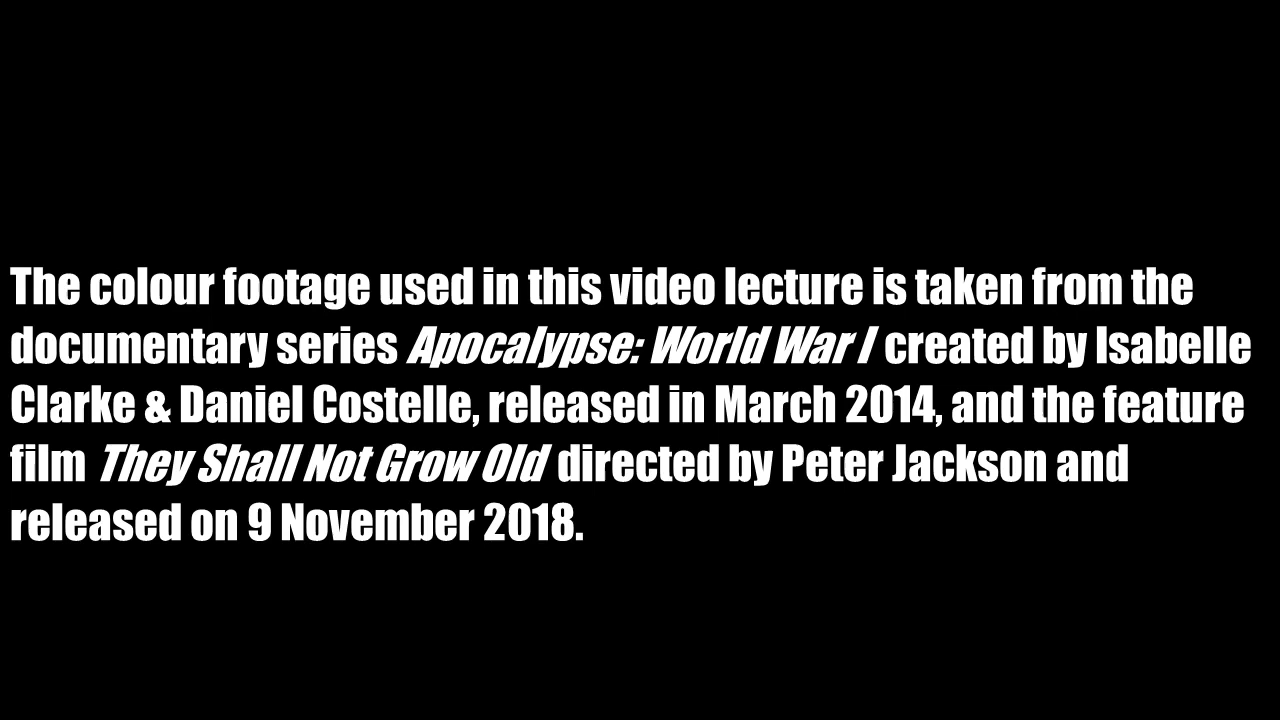 The colour footage used in this video lecture is taken from the
documentary series Apocalypse: World War I created by Isabelle
Clarke & Daniel Costelle, released in March 2014, and the feature
film They Shall Not Grow Old directed by Peter Jackson and
released on 9 November 2018.